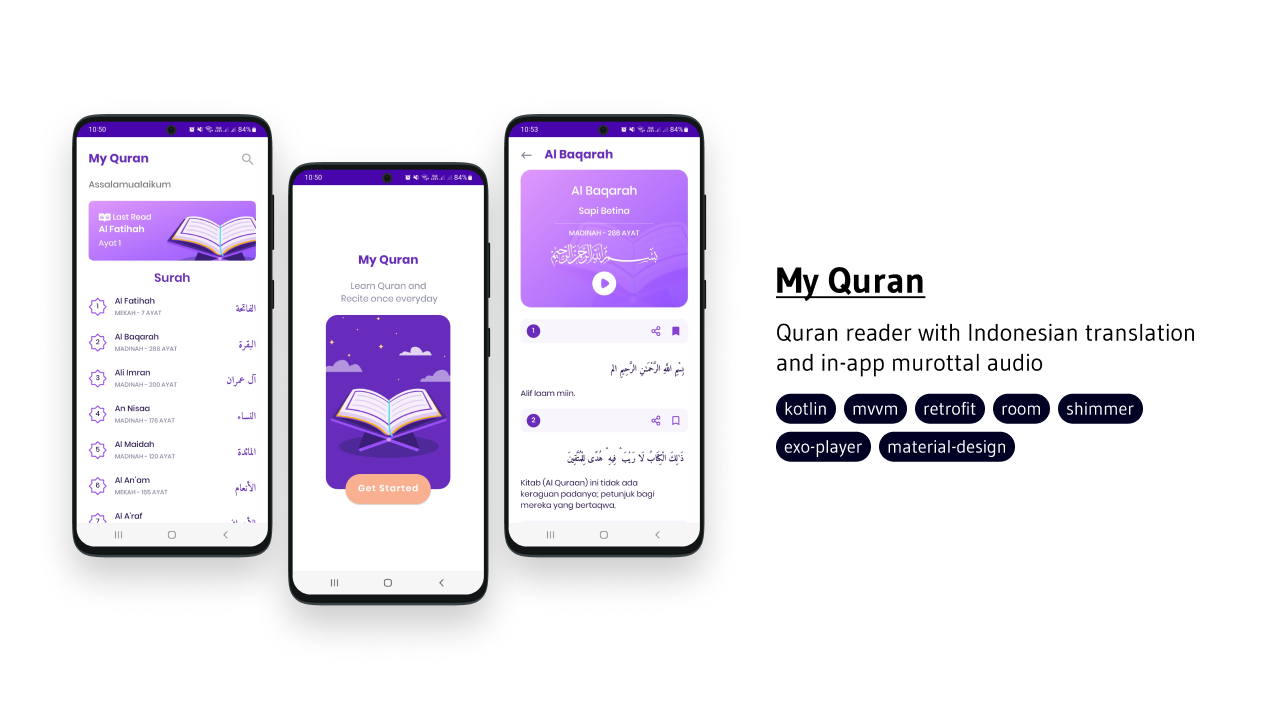 10:50
84%
My Quran
Assalamualaikum
Last Read
Al Fatihah
Ayat 1
Surah
1
Al Fatihah
MEKAH - 7 AYAT
الفاتحة
2
Al Baqarah
MADINAH - 286 AYAT
البقرة
3
Ali Imran
MADINAH - 200 AYAT
آل عمران
4
An Nisaa
MADINAH - 176 AYAT
النساء
5
Al Maidah
MADINAH - 120 AYAT
المائدة
6
Al An'am
MEKAH - 165 AYAT
الأنعام
7
Al A'raf
10:50
84%
My Quran
Learn Quran and
Recite once everyday
Get Started
10:53
84%
Al Baqarah
Al Baqarah
Sapi Betina
MADINAH - 286 AYAT
بسم الله الرحمن الرحيم
1
بِسْمِ اللَّهِ الرَّحْمَٰنِ الرَّحِيمِ الم
Alif laam miin.
2
ذَٰلِكَ الْكِتَابُ لَا رَيْبَ ۛ فِيهِ ۛ هُدًى لِلْمُتَّقِينَ
Kitab (Al Quraan) ini tidak ada
keraguan padanya; petunjuk bagi
mereka yang bertaqwa,
My Quran
Quran reader with Indonesian translation
and in-app murottal audio
kotlin mvvm retrofit room shimmer
exo-player material-design